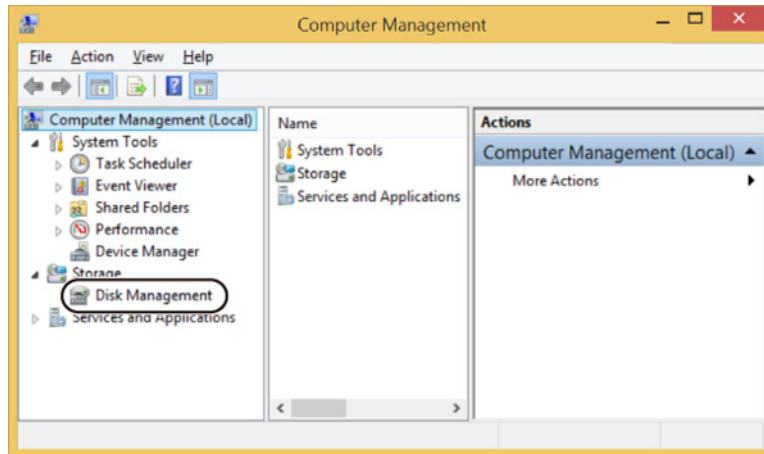 Computer Management
File Action View Help
Computer Management (Local)
System Tools
Task Scheduler
Event Viewer
Shared Folders
Performance
Device Manager
Storage
Disk Management
Services and Applications
Name
System Tools
Storage
Services and Applications
Actions
Computer Management (Local)
More Actions